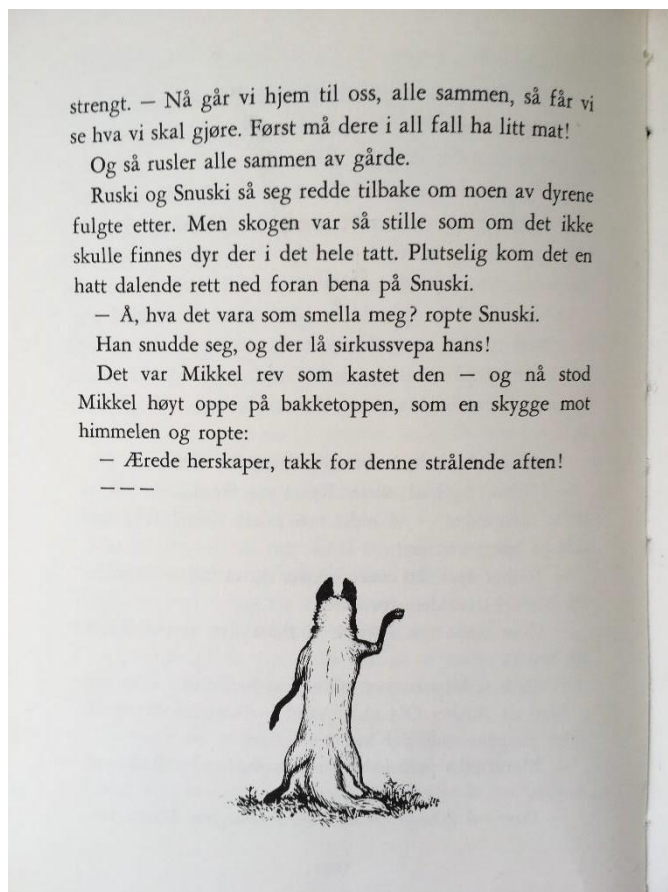 strengt. — Nå går vi hjem til oss, alle sammen, så får vi
se hva vi skal gjøre. Først må dere i all fall ha litt mat!
Og så rusler alle sammen av gårde.
Ruski og Snuski så seg redde tilbake om noen av dyrene
fulgte etter. Men skogen var så stille som om det ikke
skulle finnes dyr der i det hele tatt. Plutselig kom det en
hatt dalende rett ned foran bena på Snuski.
— Å, hva det vara som smella meg? ropte Snuski.
Han snudde seg, og der lå sirkussvepa hans!
Det var Mikkel rev som kastet den — og nå stod
Mikkel høyt oppe på bakketoppen, som en skygge mot
himmelen og ropte:
— Ærede herskaper, takk for denne strålende aften!
— — —